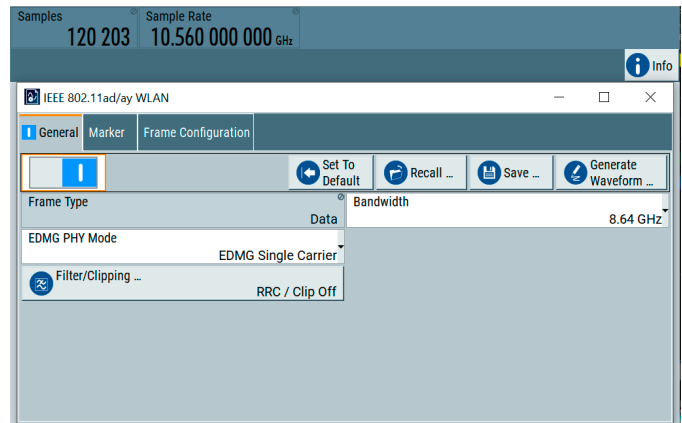 Samples
120 203
Sample Rate
10.560 000 000 GHz
Info
IEEE 802.11ad/ay WLAN
General
Marker
Frame Configuration
Set To
Default
Recall ...
Save ...
Generate
Waveform ...
Frame Type
Data
Bandwidth
8.64 GHz
EDMG PHY Mode
EDMG Single Carrier
Filter/Clipping ...
RRC / Clip Off